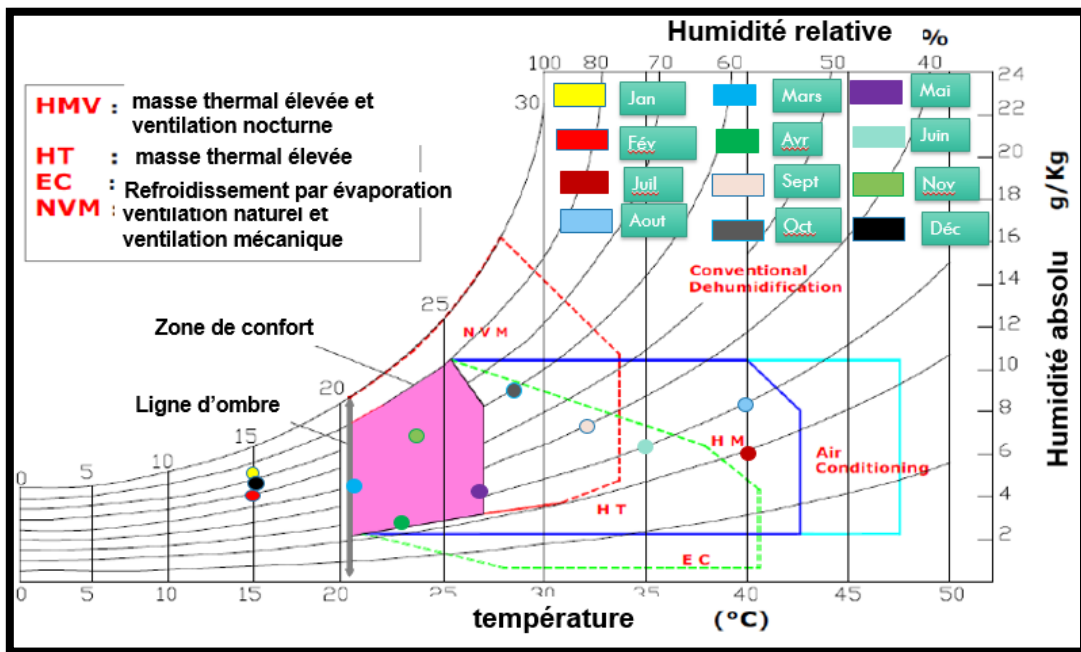 Humidité relative %
100 80 70 60 50 40
HMV : masse thermal élevée et
ventilation nocturne
HT : masse thermal élevée
EC : Refroidissement par évaporation
NVM : ventilation naturel et
ventilation mécanique
Jan
Mars
Mai
Fév
Avr
Juin
Juil
Sept
Nov
Aout
Oct
Déc
24
22
20
18
16
14
12
10
8
6
4
2
Humidité absolu g/Kg
30
25
20
15
10
5
0
Conventional
Dehumidification
Zone de confort
NVM
Ligne d'ombre
HM
Air
Conditioning
HT
EC
0 5 10 15 20 25 30 35 40 45 50
température (°C)